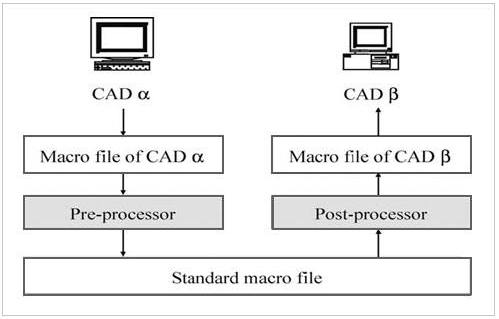 CAD α
CAD β
Macro file of CAD α
Macro file of CAD β
Pre-processor
Post-processor
Standard macro file